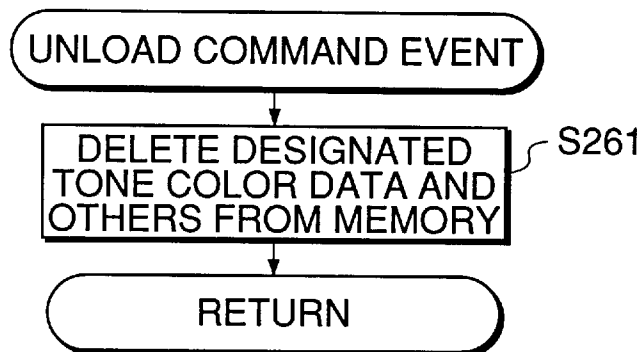 UNLOAD COMMAND EVENT
DELETE DESIGNATED
TONE COLOR DATA AND
OTHERS FROM MEMORY
S261
RETURN